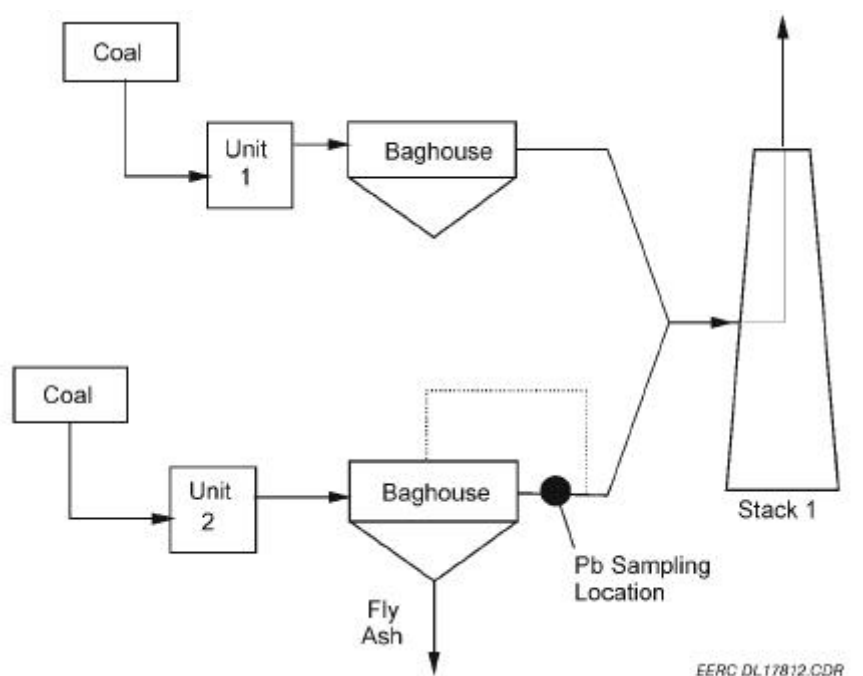 Coal
Unit
1
Baghouse
Coal
Unit
2
Baghouse
Stack 1
Pb Sampling
Location
Fly
Ash
EERC DL17812.CDR